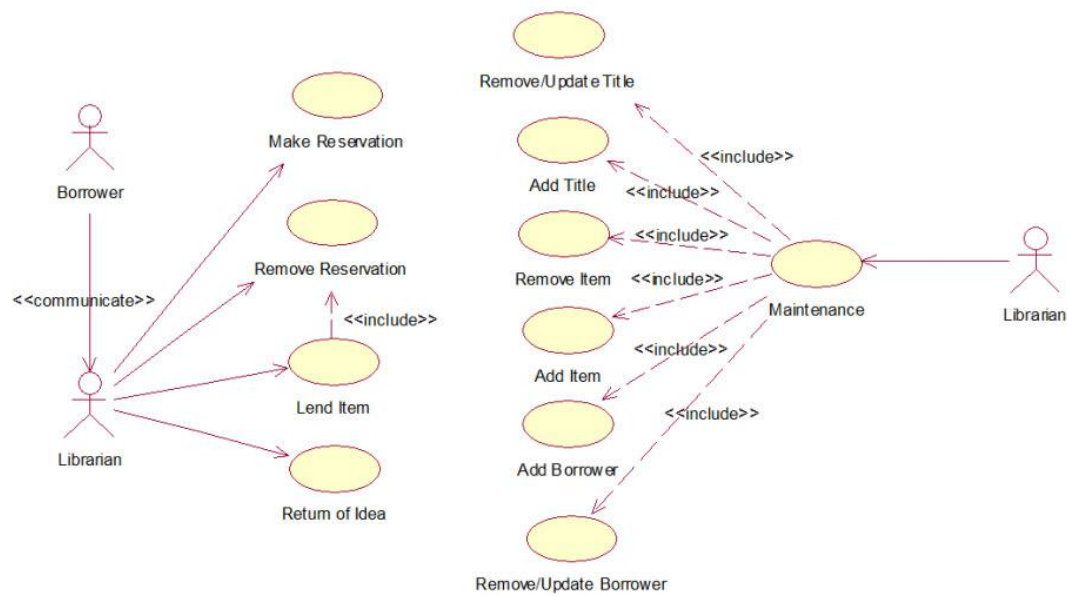 Remove/Update Title
Make Reservation
<<include>>
Borrower
Add Title
<<include>>
<<include>>
Remove Reservation
Remove Item
<<include>>
<<communicate>>
<<include>>
Maintenance
Librarian
<<include>>
Add Item
Lend Item
<<include>>
Librarian
Add Borrower
Return of Idea
Remove/Update Borrower